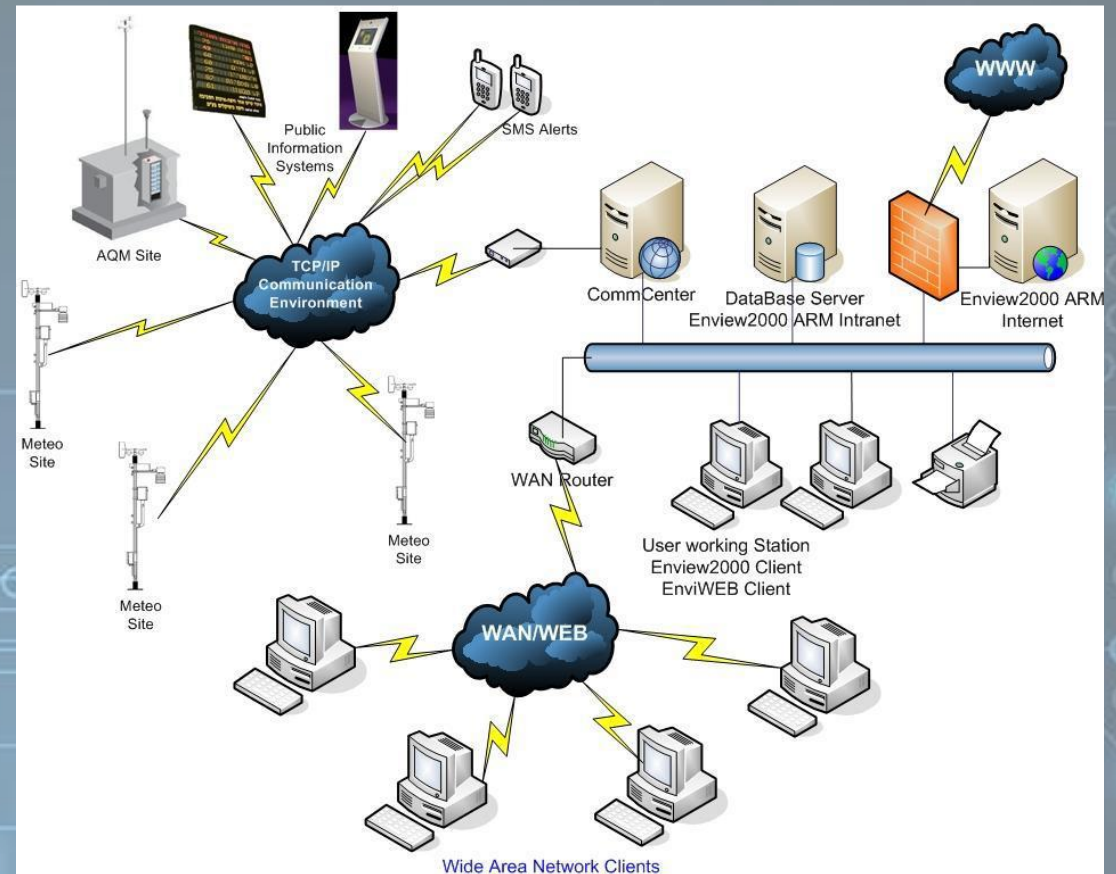 WWW
Public
Information
Systems
SMS Alerts
AQM Site
TCP/IP
Communication
Environment
CommCenter
DataBase Server
Enview2000 ARM Intranet
Enview2000 ARM
Internet
Meteo
Site
Meteo
Site
Meteo
Site
WAN Router
User working Station
Enview2000 Client
EnviWEB Client
WAN/WEB
Wide Area Network Clients